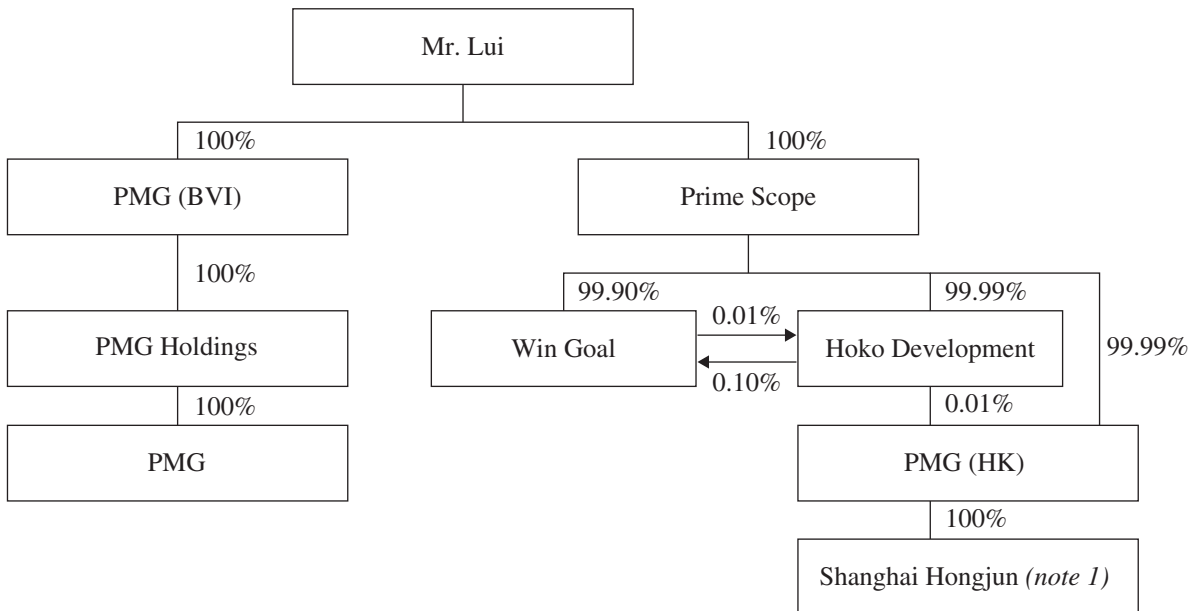 Mr. Lui
100% 100%
PMG (BVI) Prime Scope
100% 99.90% 99.99%
0.01%
PMG Holdings Win Goal Hoko Development 99.99%
0.10%
100% 0.01%
PMG PMG (HK)
100%
Shanghai Hongjun (note 1)